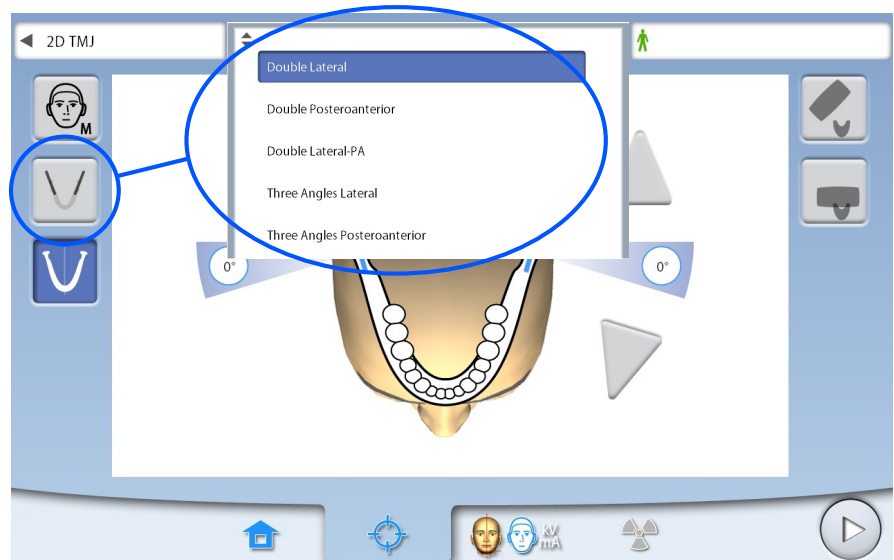 2D TMJ
Double Lateral
Double Posteroanterior
Double Lateral-PA
Three Angles Lateral
Three Angles Posteroanterior
M
0°
0°
kV
mA